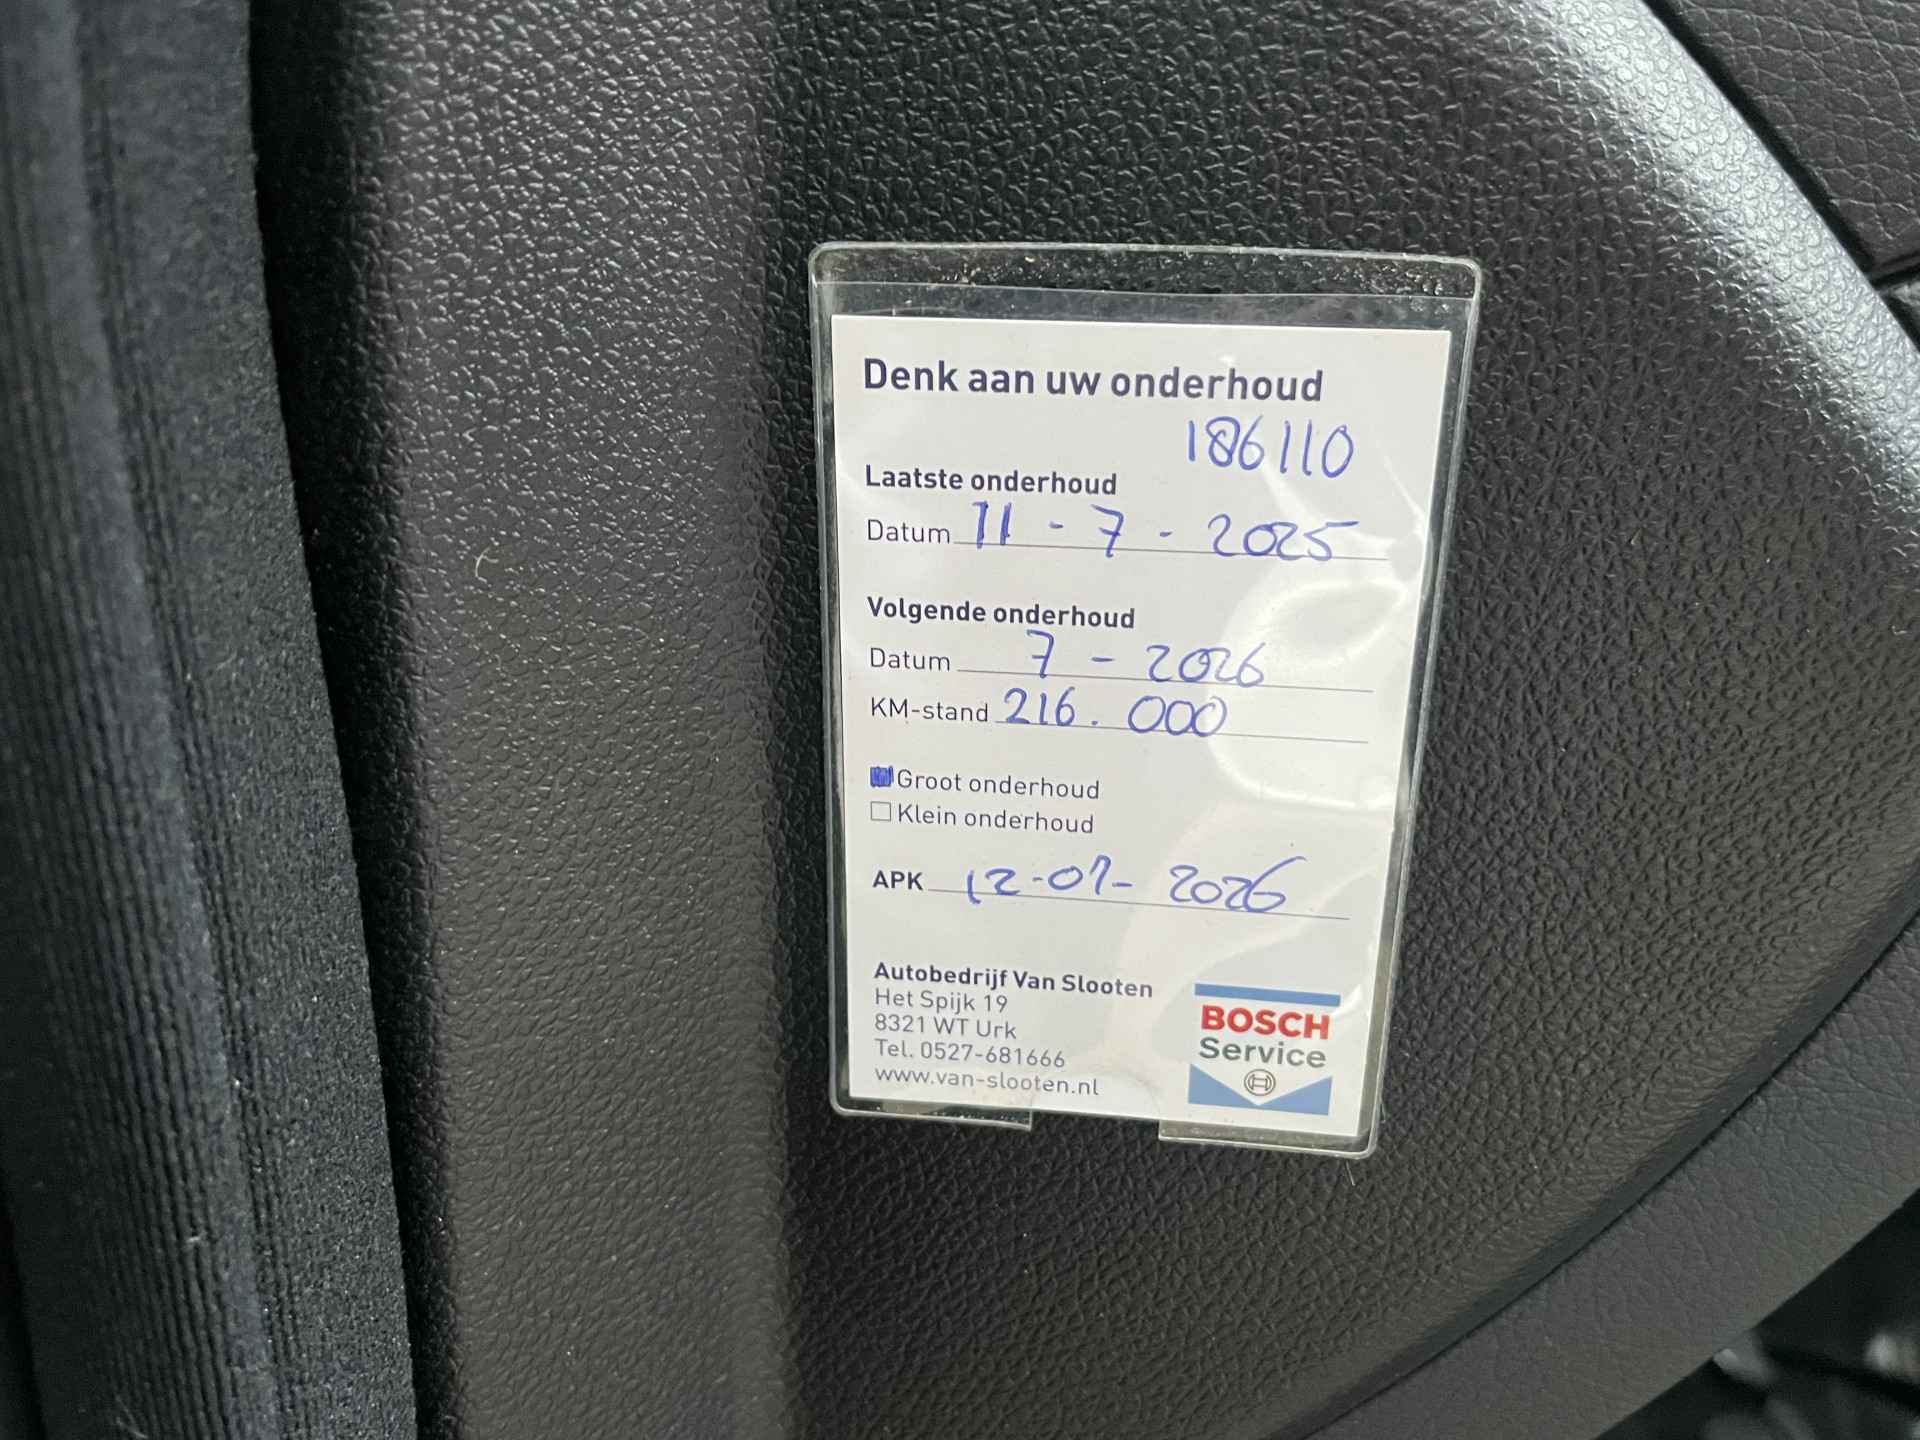 Denk aan uw onderhoud
186110
Laatste onderhoud
Datum 11 - 7 - 2025
Volgende onderhoud
Datum 7 - 2026
KM-stand 216.000
Groot onderhoud
Klein onderhoud
APK 12-07-2026
Autobedrijf Van Slooten
Het Spijk 19
8321 WT Urk
Tel. 0527-681666
www.van-slooten.nl
BOSCH
Service